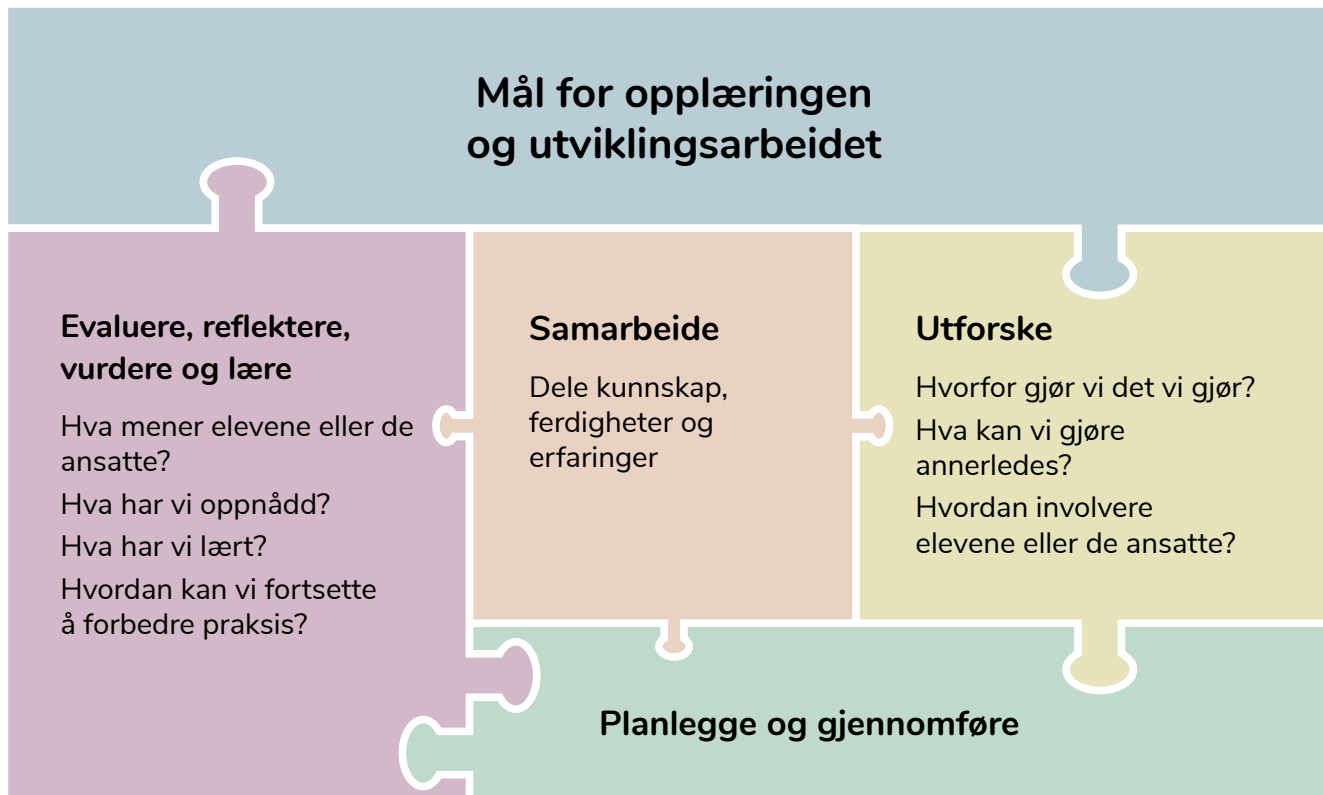 Mål for opplæringen
og utviklingsarbeidet
Evaluere, reflektere,
vurdere og lære
Hva mener elevene eller de
ansatte?
Hva har vi oppnådd?
Hva har vi lært?
Hvordan kan vi fortsette
å forbedre praksis?
Samarbeide
Dele kunnskap,
ferdigheter og
erfaringer
Utforske
Hvorfor gjør vi det vi gjør?
Hva kan vi gjøre
annerledes?
Hvordan involvere
elevene eller de ansatte?
Planlegge og gjennomføre